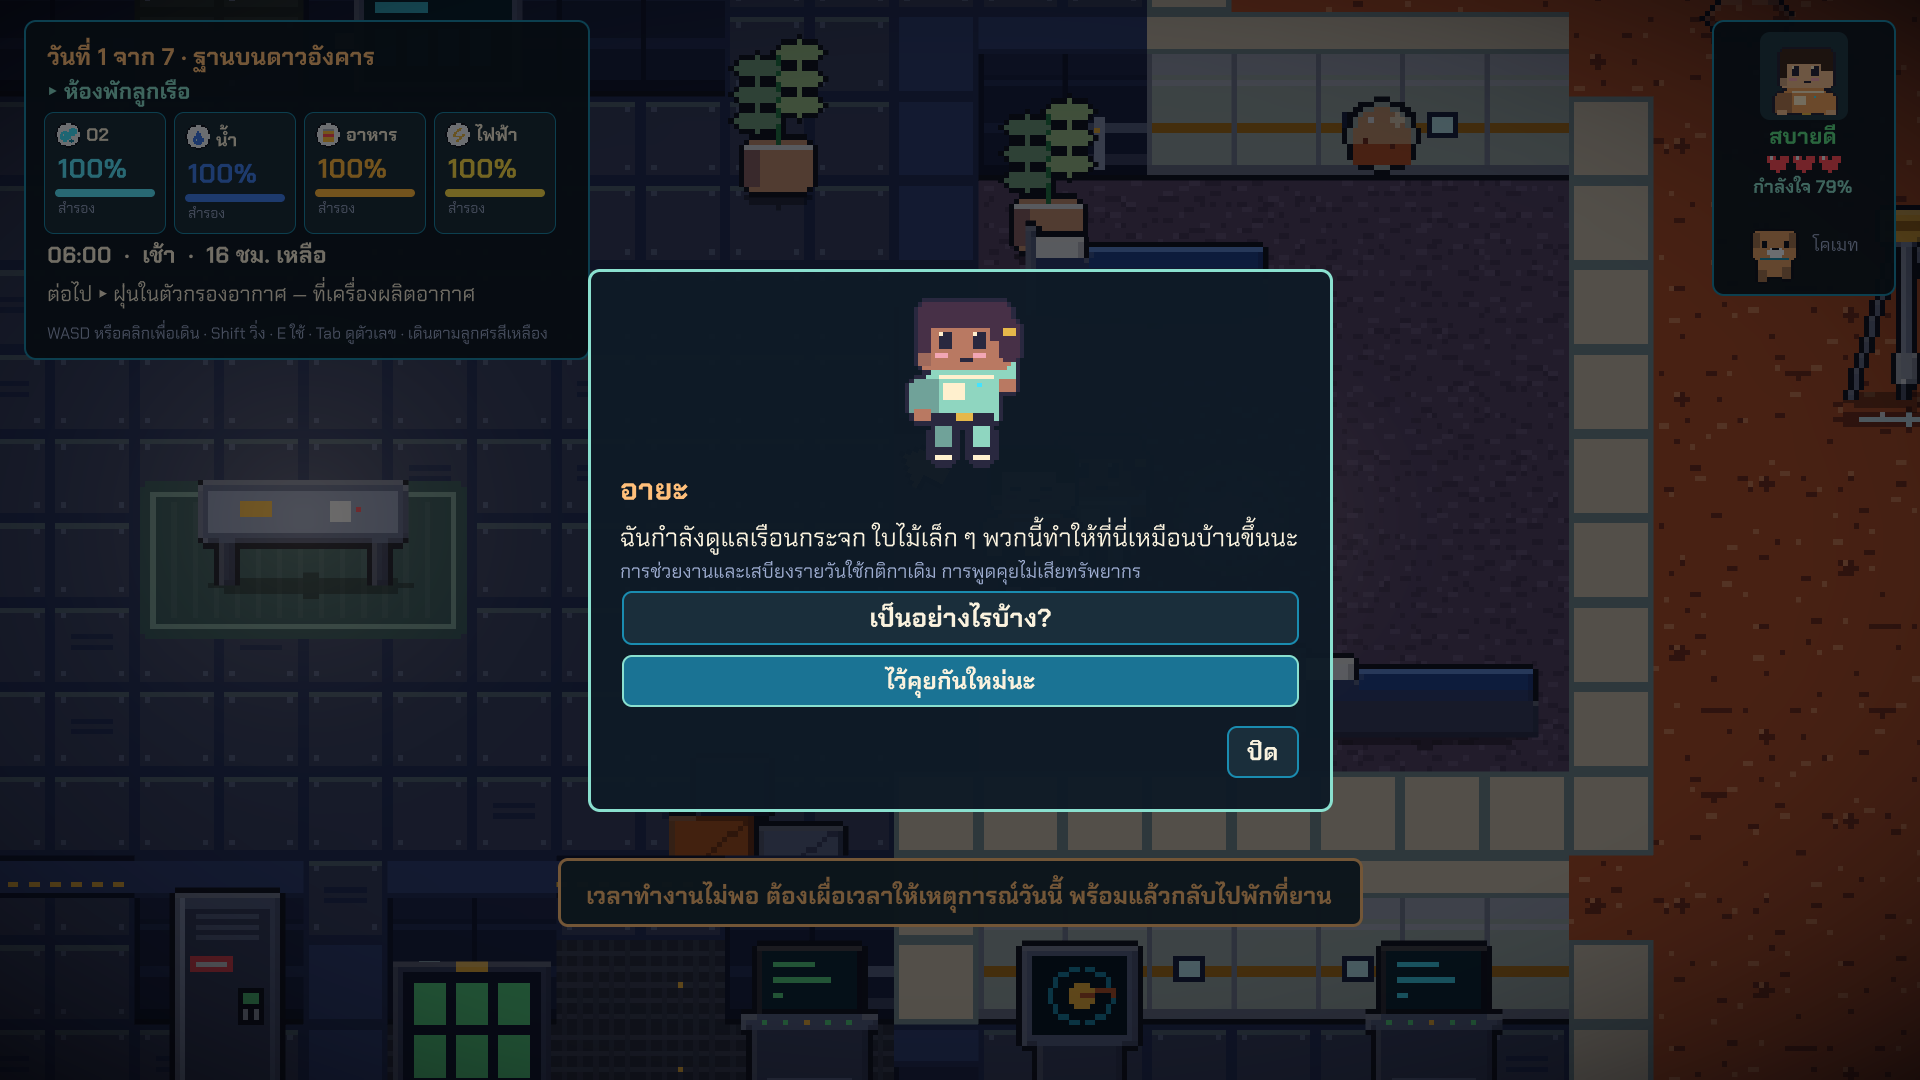 วันที่ 1 จาก 7 · ฐานบนดาวอังคาร
▸ ห้องพักลูกเรือ
O2
100%
สำรอง
น้ำ
100%
สำรอง
อาหาร
100%
สำรอง
ไฟฟ้า
100%
สำรอง
06:00 · เช้า · 16 ชม. เหลือ
ต่อไป ▸ ฝุ่นในตัวกรองอากาศ — ที่เครื่องผลิตอากาศ
WASD หรือคลิกเพื่อเดิน · Shift วิ่ง · E ใช้ · Tab ดูตัวเลข · เดินตามลูกศรสีเหลือง
สบายดี
กำลังใจ 79%
โคเมท
อายะ
ฉันกำลังดูแลเรือนกระจก ใบไม้เล็ก ๆ พวกนี้ทำให้ที่นี่เหมือนบ้านขึ้นนะ
การช่วยงานและเสบียงรายวันใช้กติกาเดิม การพูดคุยไม่เสียทรัพยากร
เป็นอย่างไรบ้าง?
ไว้คุยกันใหม่นะ
ปิด
เวลาทำงานไม่พอ ต้องเผื่อเวลาให้เหตุการณ์วันนี้ พร้อมแล้วกลับไปพักที่ยาน